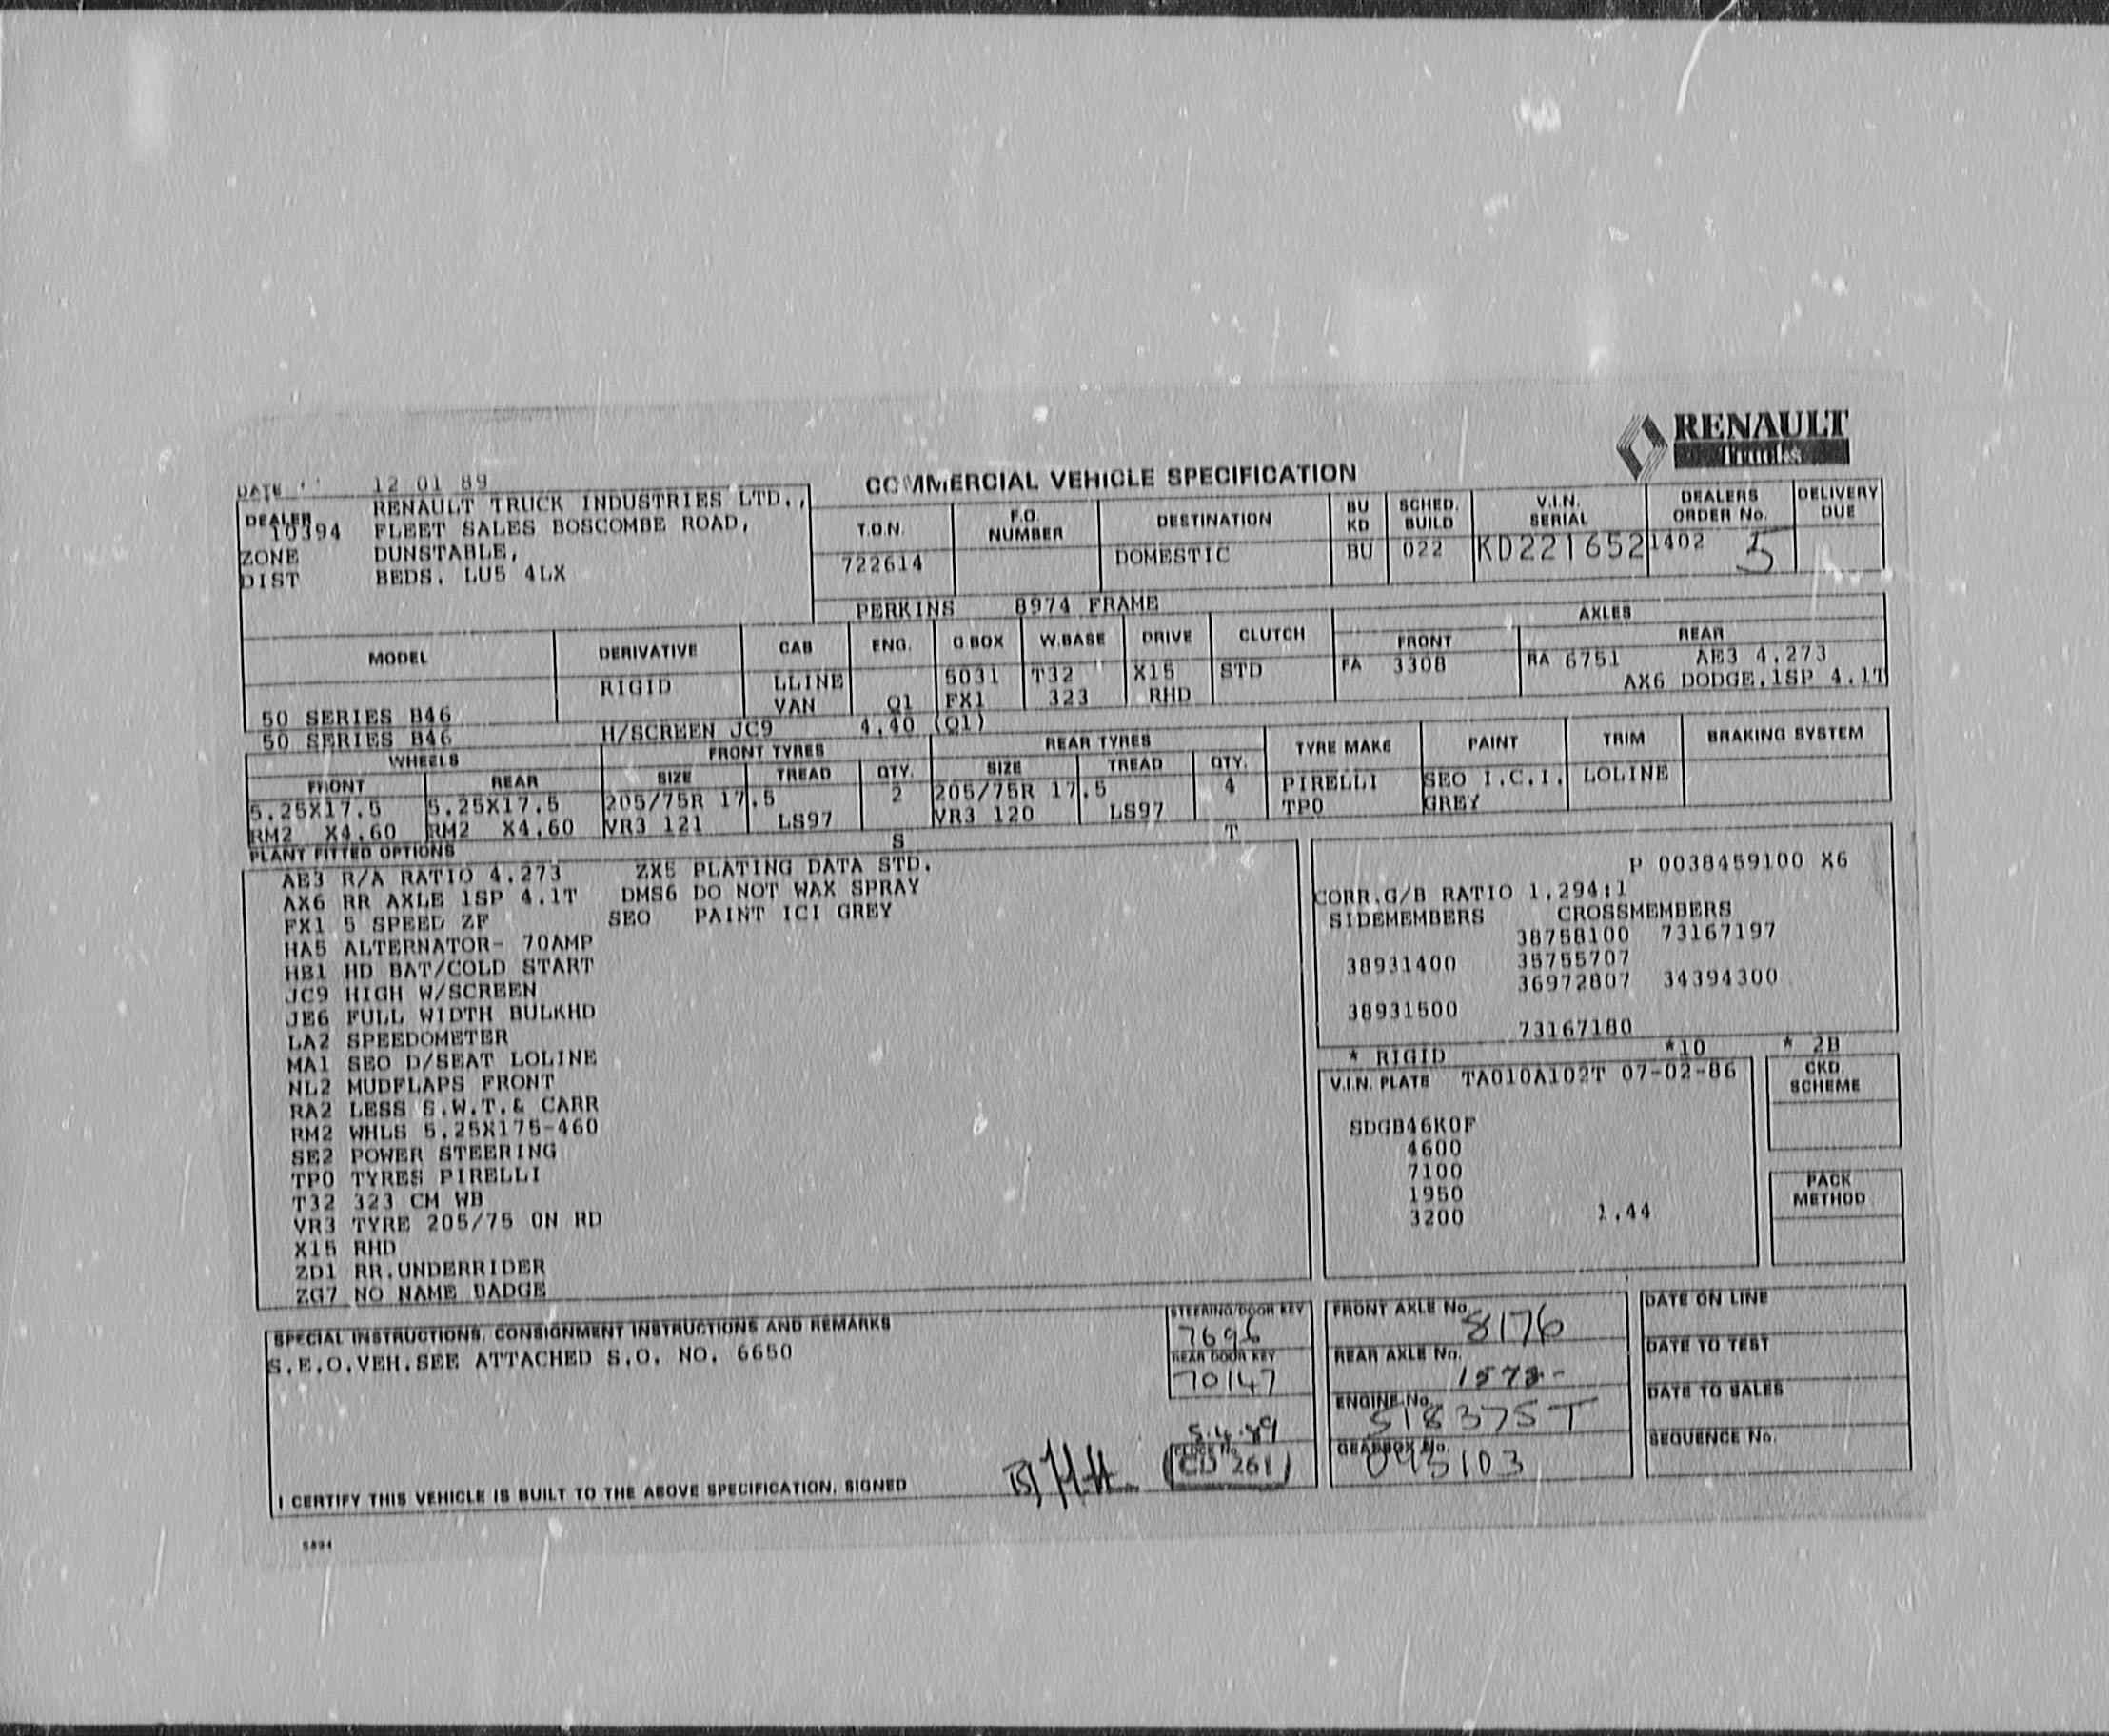 RENAULT
Trucks
COMMERCIAL VEHICLE SPECIFICATION
DATE 12 01 89
DEALER 10394
RENAULT TRUCK INDUSTRIES LTD.,
FLEET SALES BOSCOMBE ROAD,
ZONE DUNSTABLE,
DIST BEDS. LU5 4LX
T.O.N. F.O. NUMBER DESTINATION BU KD SCHED. BUILD V.I.N. SERIAL DEALERS ORDER No. DELIVERY DUE
722614 DOMESTIC BU 022 KD221652 1402 5
PERKINS 8974 FRAME
MODEL DERIVATIVE CAB ENG. G BOX W.BASE DRIVE CLUTCH AXLES FRONT REAR
RIGID LLINE 5031 T32 X15 STD FA 3308 RA 6751 AE3 4.273
50 SERIES B46 VAN Q1 FX1 323 RHD AX6 DODGE.1SP 4.1T
50 SERIES B46 H/SCREEN JC9 4.40 (Q1)
WHEELS FRONT TYRES REAR TYRES TYRE MAKE PAINT TRIM BRAKING SYSTEM
FRONT REAR SIZE TREAD QTY. SIZE TREAD QTY.
5.25X17.5 5.25X17.5 205/75R 17.5 2 205/75R 17.5 4 PIRELLI SEO I.C.I. LOLINE
RM2 X4.60 RM2 X4.60 VR3 121 LS97 VR3 120 LS97 TPO GREY
S T
PLANT FITTED OPTIONS
AE3 R/A RATIO 4.273 ZX5 PLATING DATA STD.
AX6 RR AXLE 1SP 4.1T DMS6 DO NOT WAX SPRAY
FX1 5 SPEED ZF SEO PAINT ICI GREY
HA5 ALTERNATOR- 70AMP
HB1 HD BAT/COLD START
JC9 HIGH W/SCREEN
JE6 FULL WIDTH BULKHD
LA2 SPEEDOMETER
MA1 SEO D/SEAT LOLINE
NL2 MUDFLAPS FRONT
RA2 LESS S.W.T.& CARR
RM2 WHLS 5.25X175-460
SE2 POWER STEERING
TPO TYRES PIRELLI
T32 323 CM WB
VR3 TYRE 205/75 ON RD
X15 RHD
ZD1 RR.UNDERRIDER
ZG7 NO NAME BADGE
P 0038459100 X6
CORR.G/B RATIO 1.294:1
SIDEMEMBERS CROSSMEMBERS
38758100 73167197
38931400 35755707
36972807 34394300
38931500
73167180
* RIGID *10 * 2B
V.I.N. PLATE TA010A102T 07-02-86
CKD. SCHEME
SDGB46K0F
4600
7100
1950
3200 1.44
PACK METHOD
SPECIAL INSTRUCTIONS, CONSIGNMENT INSTRUCTIONS AND REMARKS
S.E.O.VEH.SEE ATTACHED S.O. NO. 6650
STEERING/DOOR KEY
7696
REAR DOOR KEY
70147
5.4.89
CLOCK No.
CD 261
FRONT AXLE No. 8176
REAR AXLE No.
ENGINE No. 518375T
GEARBOX No. 093103
DATE ON LINE
DATE TO TEST
DATE TO SALES
SEQUENCE No.
I CERTIFY THIS VEHICLE IS BUILT TO THE ABOVE SPECIFICATION, SIGNED
5894